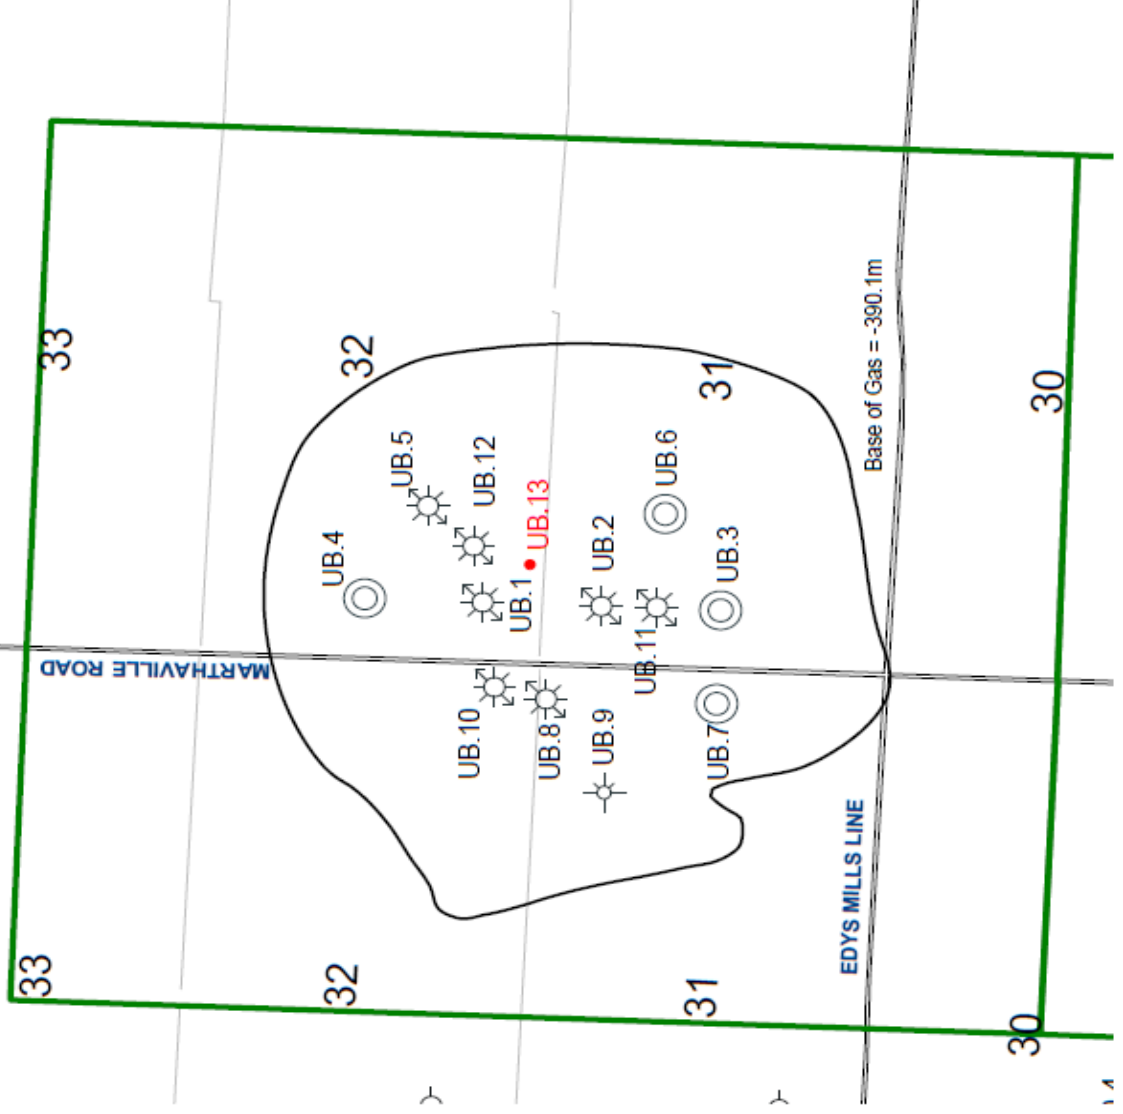 33
32
31
30
UB.5
UB.12
UB.6
UB.13
UB.4
UB.2
UB.3
UB.1
UB.11
MARTHAVILLE ROAD
UB.10
UB.8
UB.9
UB.7
Base of Gas = -390.1m
EDYS MILLS LINE
33
32
31
30